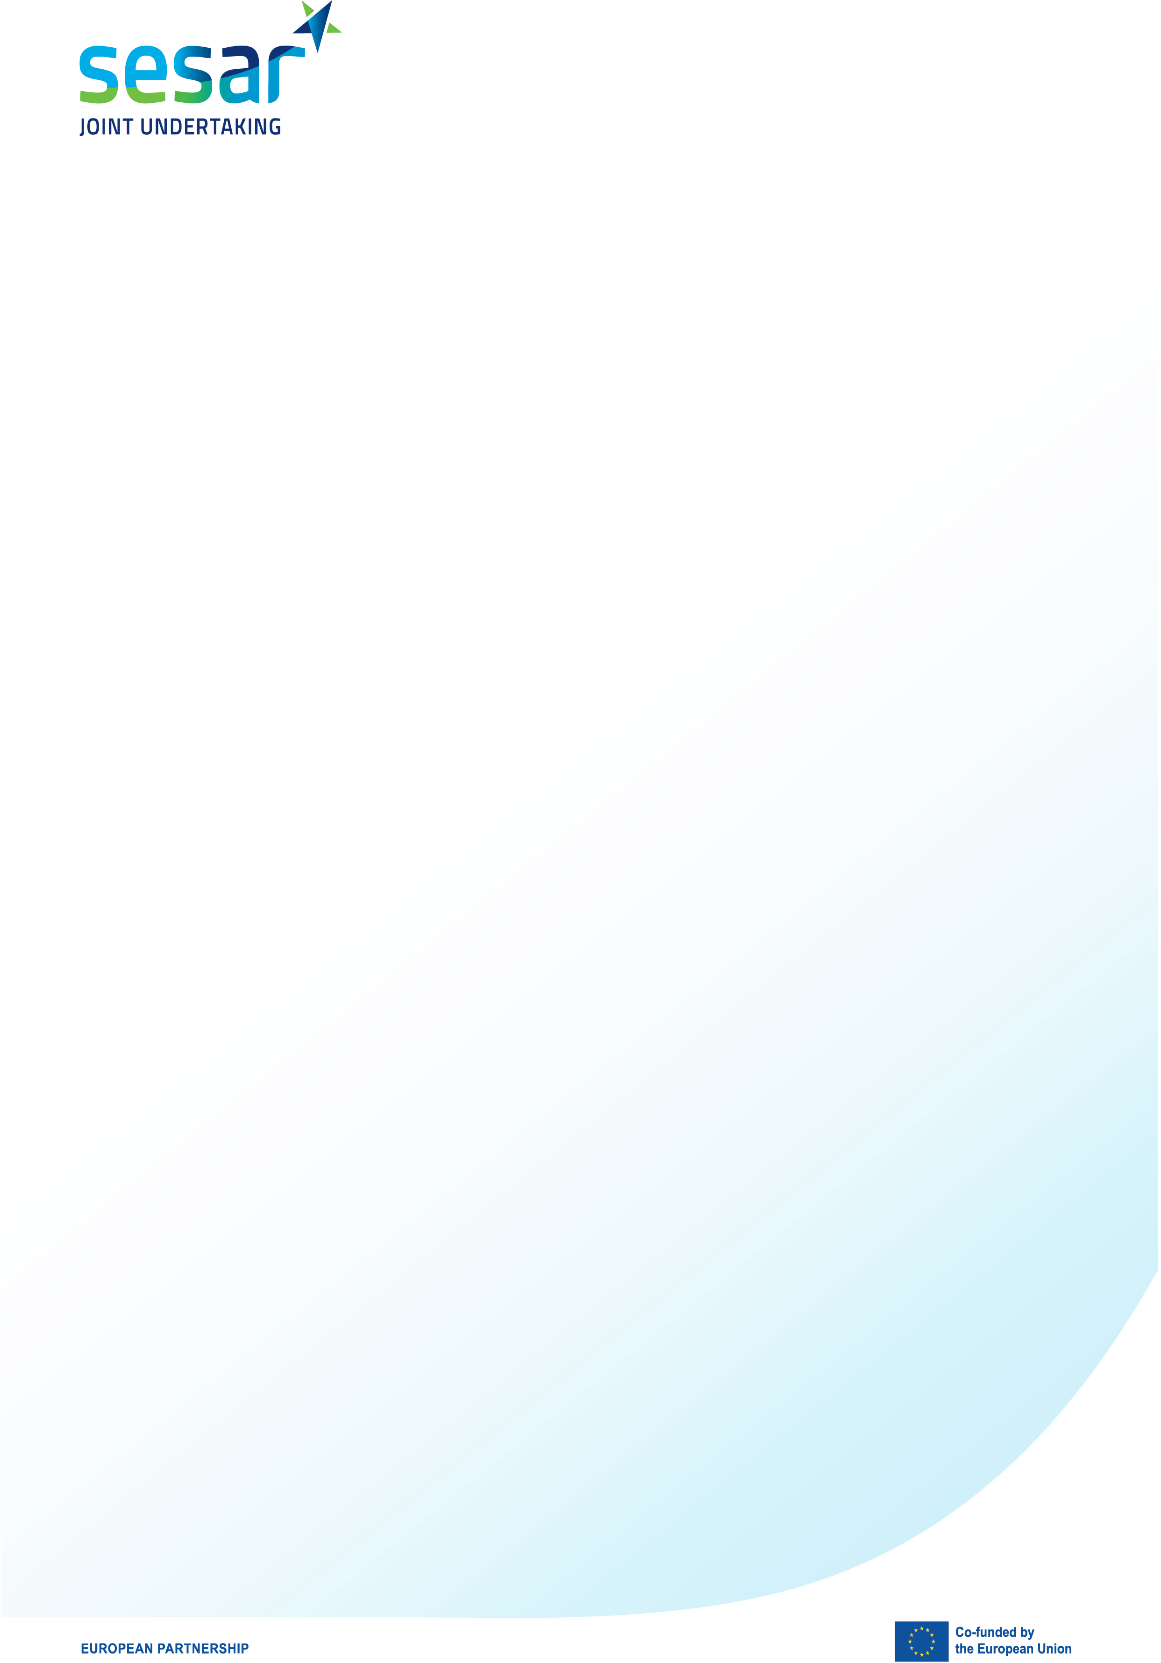 sesar
JOINT UNDERTAKING
EUROPEAN PARTNERSHIP
Co-funded by
the European Union